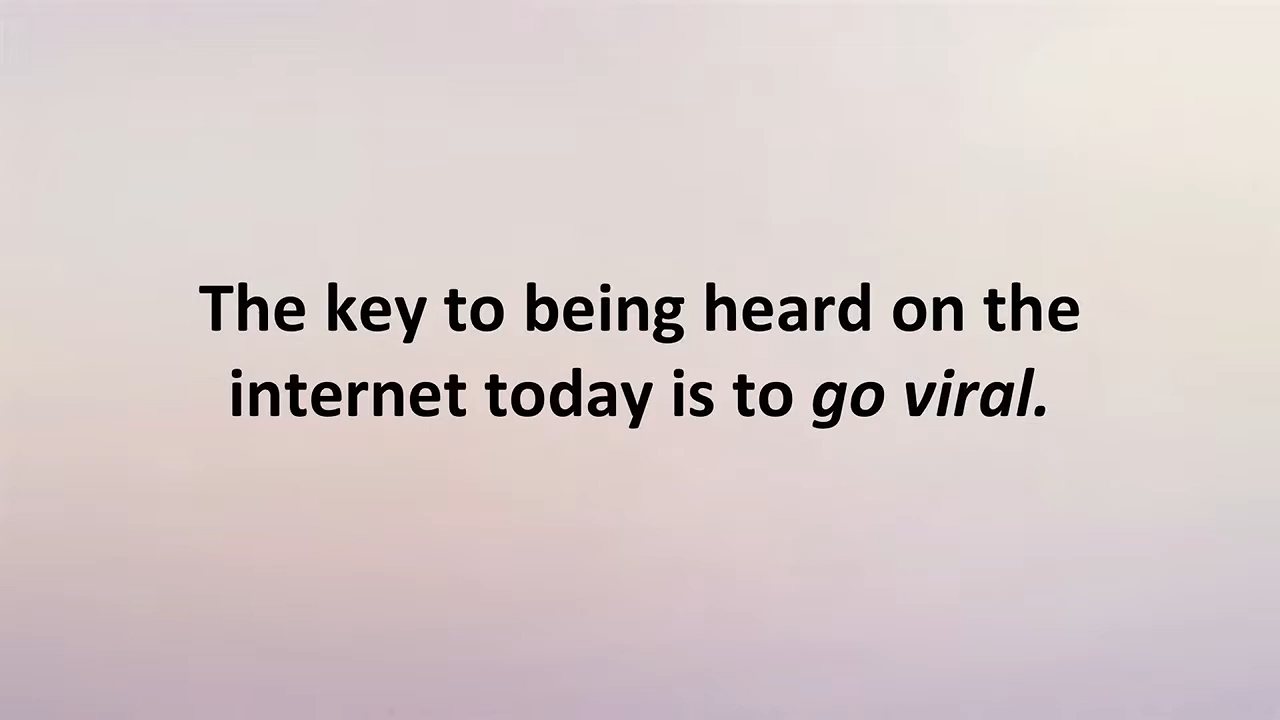 The key to being heard on the
internet today is to go viral.